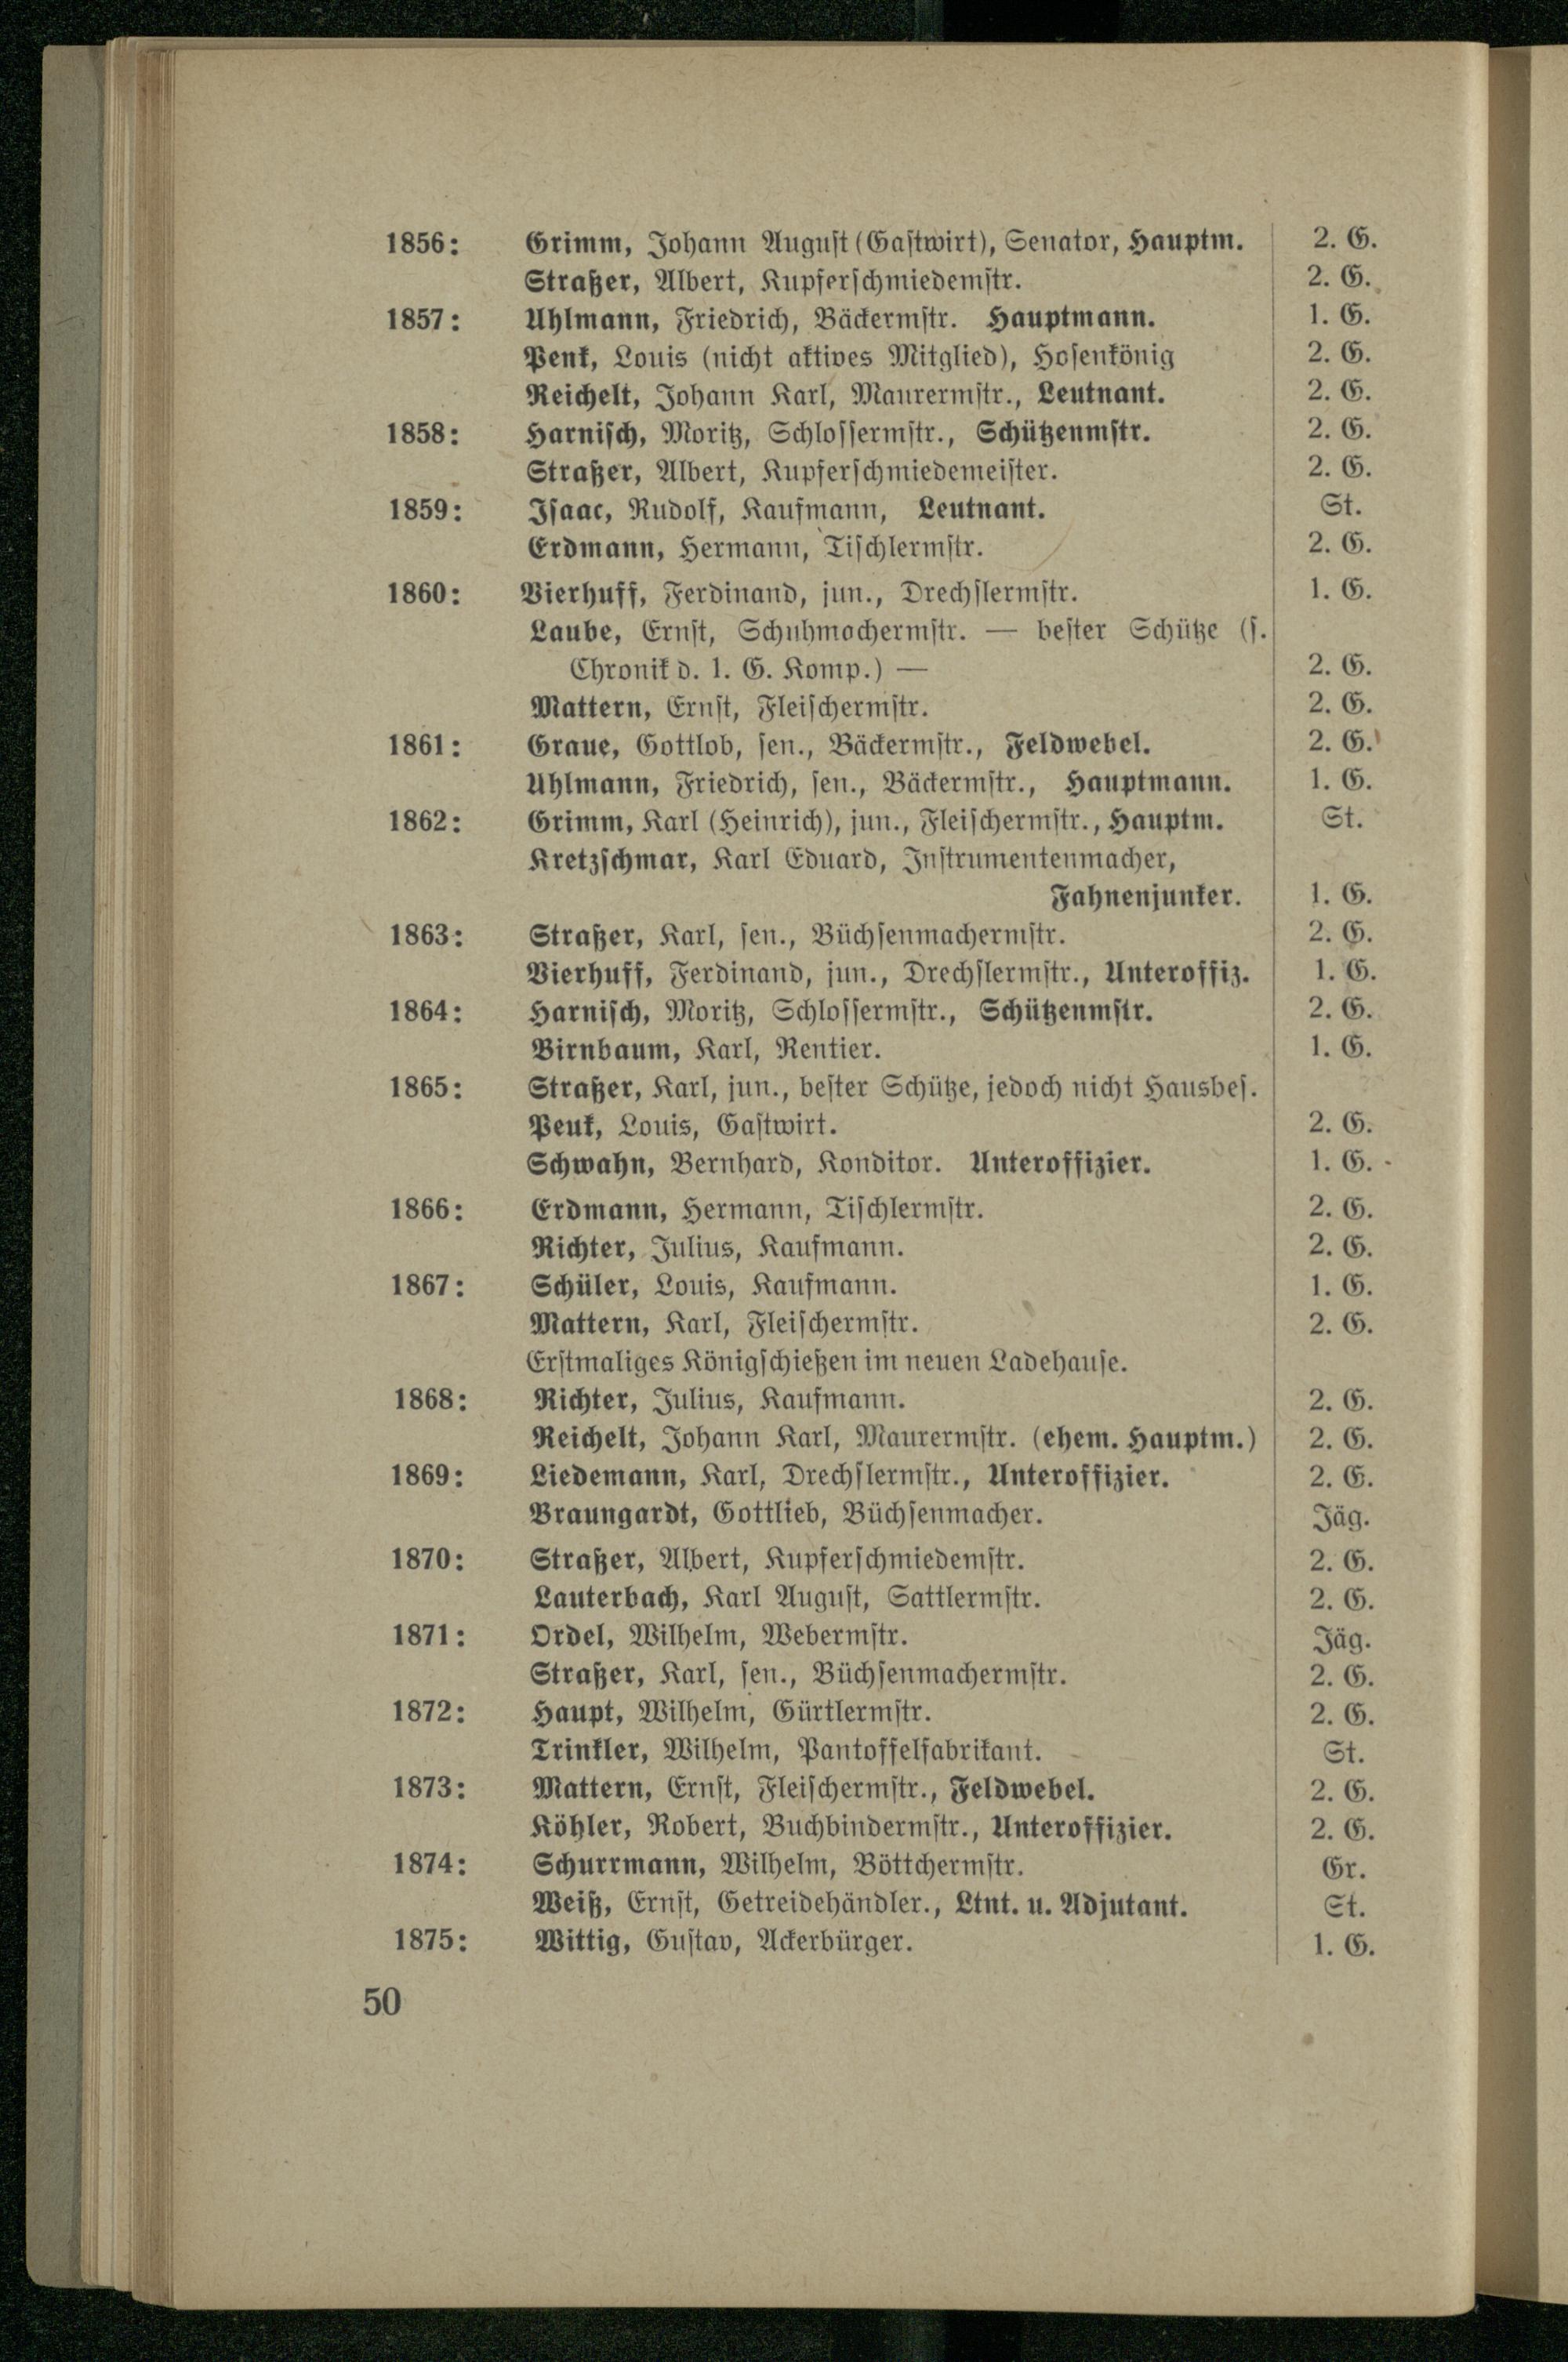 1856: Grimm, Johann August (Gastwirt), Senator, Hauptm. 2. G.
Straßer, Albert, Kupferschmiedemstr. 2. G.
1857: Uhlmann, Friedrich, Bäckermstr. Hauptmann. 1. G.
Penk, Louis (nicht aktives Mitglied), Hosenkönig 2. G.
Reichelt, Johann Karl, Maurermstr., Leutnant. 2. G.
1858: Harnisch, Moritz, Schlossermstr., Schützenmstr. 2. G.
Straßer, Albert, Kupferschmiedemeister. 2. G.
1859: Isaac, Rudolf, Kaufmann, Leutnant. St.
Erdmann, Hermann, Tischlermstr. 2. G.
1860: Vierhuff, Ferdinand, jun., Drechslermstr. 1. G.
Laube, Ernst, Schuhmachermstr. — bester Schütze (s.
Chronik d. 1. G. Komp.) — 2. G.
Mattern, Ernst, Fleischermstr. 2. G.
1861: Graue, Gottlob, sen., Bäckermstr., Feldwebel. 2. G.
Uhlmann, Friedrich, sen., Bäckermstr., Hauptmann. 1. G.
1862: Grimm, Karl (Heinrich), jun., Fleischermstr., Hauptm. St.
Kretzschmar, Karl Eduard, Instrumentenmacher,
Fahnenjunker. 1. G.
1863: Straßer, Karl, sen., Büchsenmachermstr. 2. G.
Vierhuff, Ferdinand, jun., Drechslermstr., Unteroffiz. 1. G.
1864: Harnisch, Moritz, Schlossermstr., Schützenmstr. 2. G.
Birnbaum, Karl, Rentier. 1. G.
1865: Straßer, Karl, jun., bester Schütze, jedoch nicht Hausbes.
Peuk, Louis, Gastwirt. 2. G.
Schwahn, Bernhard, Konditor. Unteroffizier. 1. G.
1866: Erdmann, Hermann, Tischlermstr. 2. G.
Richter, Julius, Kaufmann. 2. G.
1867: Schüler, Louis, Kaufmann. 1. G.
Mattern, Karl, Fleischermstr. 2. G.
Erstmaliges Königschießen im neuen Ladehause.
1868: Richter, Julius, Kaufmann. 2. G.
Reichelt, Johann Karl, Maurermstr. (ehem. Hauptm.) 2. G.
1869: Liedemann, Karl, Drechslermstr., Unteroffizier. 2. G.
Braungardt, Gottlieb, Büchsenmacher. Jäg.
1870: Straßer, Albert, Kupferschmiedemstr. 2. G.
Lauterbach, Karl August, Sattlermstr. 2. G.
1871: Ordel, Wilhelm, Webermstr. Jäg.
Straßer, Karl, sen., Büchsenmachermstr. 2. G.
1872: Haupt, Wilhelm, Gürtlermstr. 2. G.
Trinkler, Wilhelm, Pantoffelfabrikant. St.
1873: Mattern, Ernst, Fleischermstr., Feldwebel. 2. G.
Köhler, Robert, Buchbindermstr., Unteroffizier. 2. G.
1874: Schurrmann, Wilhelm, Böttchermstr. Gr.
Weiß, Ernst, Getreidehändler., Ltnt. u. Adjutant. St.
1875: Wittig, Gustav, Ackerbürger. 1. G.
50